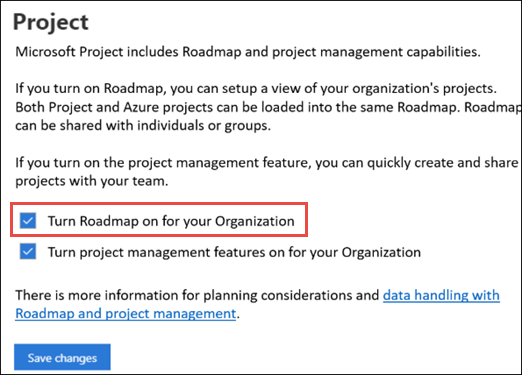 Project
Microsoft Project includes Roadmap and project management capabilities.
If you turn on Roadmap, you can setup a view of your organization's projects.
Both Project and Azure projects can be loaded into the same Roadmap. Roadmap
can be shared with individuals or groups.
If you turn on the project management feature, you can quickly create and share
projects with your team.
Turn Roadmap on for your Organization
Turn project management features on for your Organization
There is more information for planning considerations and data handling with
Roadmap and project management.
Save changes